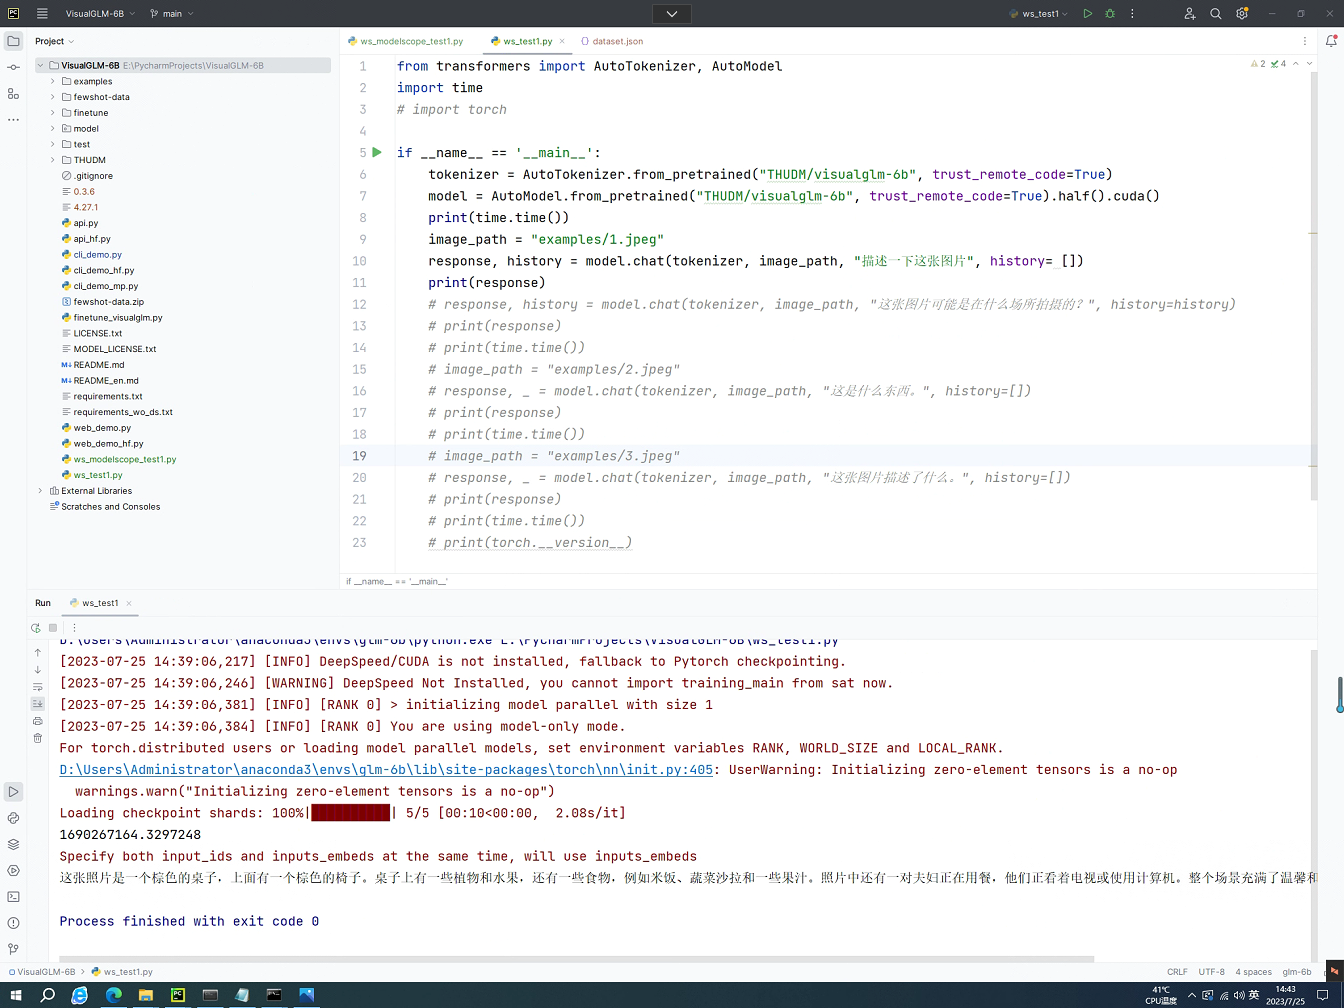 VisualGLM-6B main ws_test1
Project
ws_modelscope_test1.py ws_test1.py dataset.json
VisualGLM-6B E:\PycharmProjects\VisualGLM-6B
examples
fewshot-data
finetune
model
test
THUDM
.gitignore
0.3.6
4.27.1
api.py
api_hf.py
cli_demo.py
cli_demo_hf.py
cli_demo_mp.py
fewshot-data.zip
finetune_visualglm.py
LICENSE.txt
MODEL_LICENSE.txt
README.md
README_en.md
requirements.txt
requirements_wo_ds.txt
web_demo.py
web_demo_hf.py
ws_modelscope_test1.py
ws_test1.py
External Libraries
Scratches and Consoles
2 4
1 from transformers import AutoTokenizer, AutoModel
2 import time
3 # import torch
4
5 if __name__ == '__main__':
6 tokenizer = AutoTokenizer.from_pretrained("THUDM/visualglm-6b", trust_remote_code=True)
7 model = AutoModel.from_pretrained("THUDM/visualglm-6b", trust_remote_code=True).half().cuda()
8 print(time.time())
9 image_path = "examples/1.jpeg"
10 response, history = model.chat(tokenizer, image_path, "描述一下这张图片", history= [])
11 print(response)
12 # response, history = model.chat(tokenizer, image_path, "这张图片可能是在什么场所拍摄的？", history=history)
13 # print(response)
14 # print(time.time())
15 # image_path = "examples/2.jpeg"
16 # response, _ = model.chat(tokenizer, image_path, "这是什么东西。", history=[])
17 # print(response)
18 # print(time.time())
19 # image_path = "examples/3.jpeg"
20 # response, _ = model.chat(tokenizer, image_path, "这张图片描述了什么。", history=[])
21 # print(response)
22 # print(time.time())
23 # print(torch.__version__)
if __name__ == '__main__'
Run ws_test1
D:\Users\Administrator\anaconda3\envs\glm-6b\python.exe E:\PycharmProjects\VisualGLM-6B\ws_test1.py
[2023-07-25 14:39:06,217] [INFO] DeepSpeed/CUDA is not installed, fallback to Pytorch checkpointing.
[2023-07-25 14:39:06,246] [WARNING] DeepSpeed Not Installed, you cannot import training_main from sat now.
[2023-07-25 14:39:06,381] [INFO] [RANK 0] > initializing model parallel with size 1
[2023-07-25 14:39:06,384] [INFO] [RANK 0] You are using model-only mode.
For torch.distributed users or loading model parallel models, set environment variables RANK, WORLD_SIZE and LOCAL_RANK.
D:\Users\Administrator\anaconda3\envs\glm-6b\lib\site-packages\torch\nn\init.py:405: UserWarning: Initializing zero-element tensors is a no-op
warnings.warn("Initializing zero-element tensors is a no-op")
Loading checkpoint shards: 100%|██████████| 5/5 [00:10<00:00, 2.08s/it]
1690267164.3297248
Specify both input_ids and inputs_embeds at the same time, will use inputs_embeds
这张照片是一个棕色的桌子，上面有一个棕色的椅子。桌子上有一些植物和水果，还有一些食物，例如米饭、蔬菜沙拉和一些果汁。照片中还有一对夫妇正在用餐，他们正看着电视或使用计算机。整个场景充满了温馨和
Process finished with exit code 0
VisualGLM-6B > ws_test1.py CRLF UTF-8 4 spaces glm-6b
41℃
CPU温度
英
14:43
2023/7/25